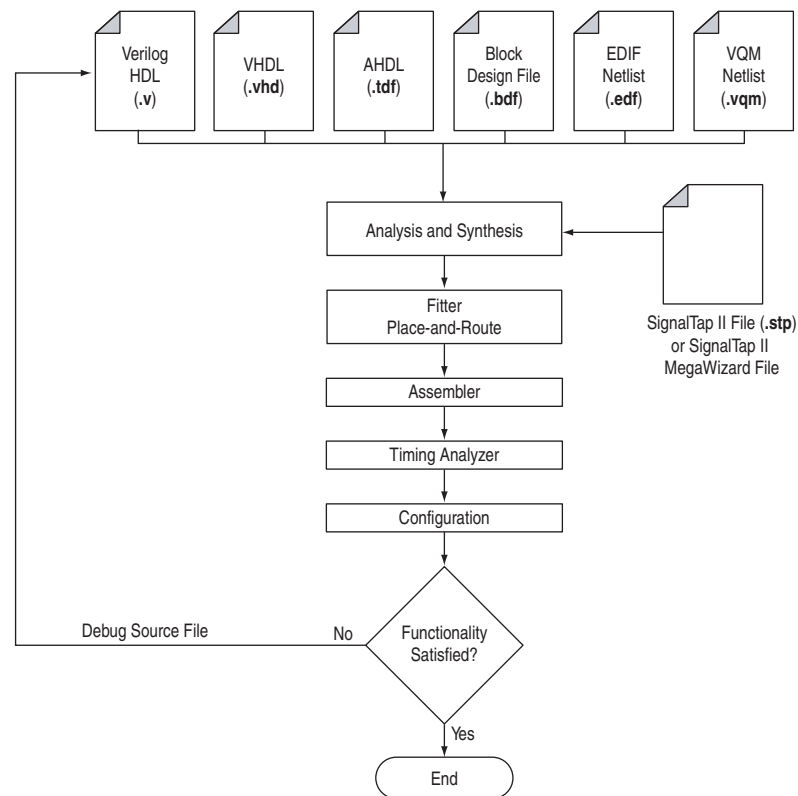 Verilog
HDL
(.v)
VHDL
(.vhd)
AHDL
(.tdf)
Block
Design File
(.bdf)
EDIF
Netlist
(.edf)
VQM
Netlist
(.vqm)
Analysis and Synthesis
SignalTap II File (.stp)
or SignalTap II
MegaWizard File
Fitter
Place-and-Route
Assembler
Timing Analyzer
Configuration
Debug Source File
No
Functionality
Satisfied?
Yes
End